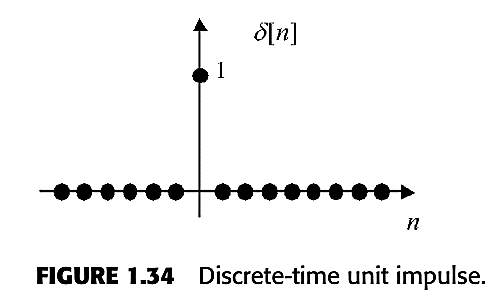 δ[n]
1
n
FIGURE 1.34 Discrete-time unit impulse.